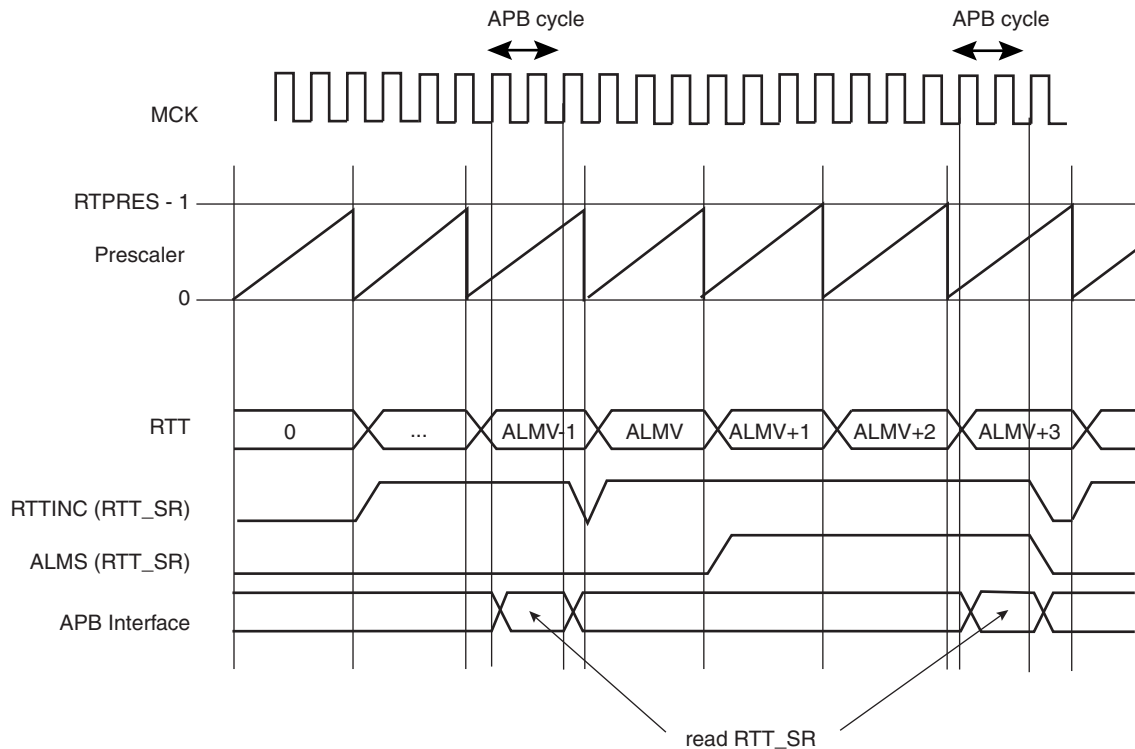 APB cycle APB cycle
MCK
RTPRES - 1
Prescaler
0
RTT 0 ... ALMV-1 ALMV ALMV+1 ALMV+2 ALMV+3
RTTINC (RTT_SR)
ALMS (RTT_SR)
APB Interface
read RTT_SR